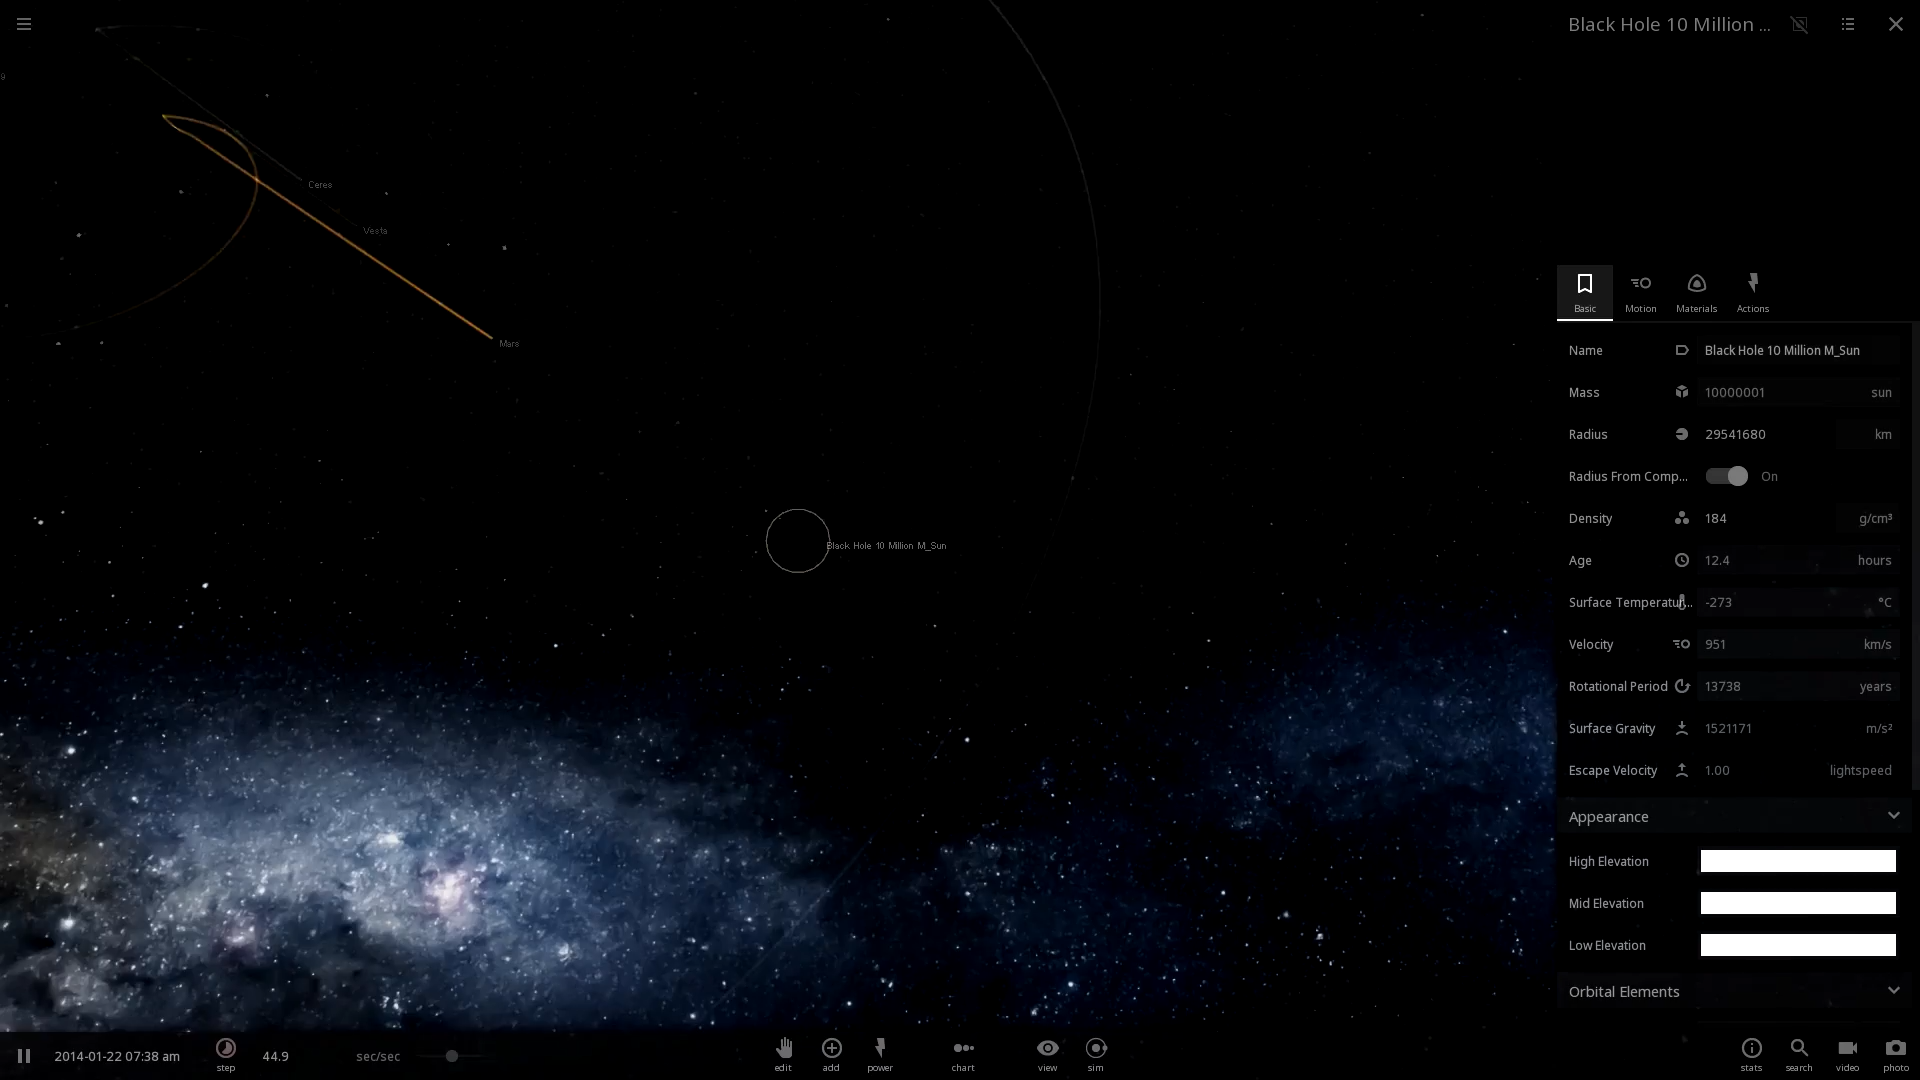 Black Hole 10 Million ...
9
Ceres
Vesta
Mars
Black Hole 10 Million M_Sun
Basic
Motion
Materials
Actions
Name Black Hole 10 Million M_Sun
Mass 10000001 sun
Radius 29541680 km
Radius From Comp... On
Density 184 g/cm³
Age 12.4 hours
Surface Temperatur... -273 °C
Velocity 951 km/s
Rotational Period 13738 years
Surface Gravity 1521171 m/s²
Escape Velocity 1.00 lightspeed
Appearance
High Elevation
Mid Elevation
Low Elevation
Orbital Elements
2014-01-22 07:38 am
step
44.9 sec/sec
edit
add
power
chart
view
sim
stats
search
video
photo